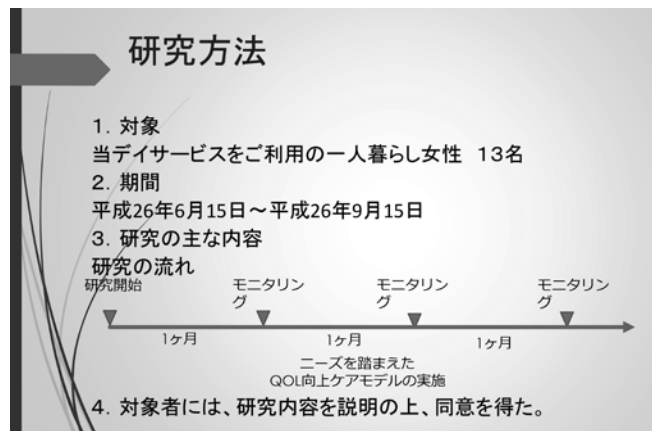 研究方法
1．対象
当デイサービスをご利用の一人暮らし女性　13名
2．期間
平成26年6月15日～平成26年9月15日
3．研究の主な内容
研究の流れ
研究開始
モニタリン
グ
モニタリン
グ
モニタリン
グ
1ヶ月
1ヶ月
1ヶ月
ニーズを踏まえた
QOL向上ケアモデルの実施
4．対象者には、研究内容を説明の上、同意を得た。